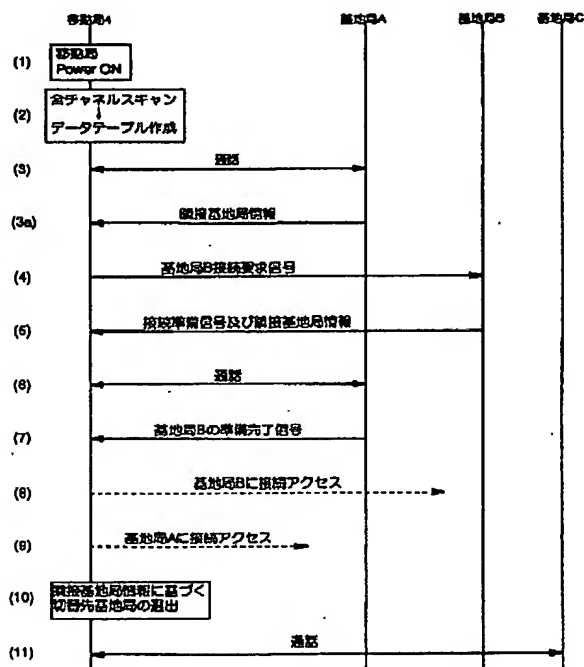 移動局4 基地局A 基地局B 基地局C
(1) 移動局
Power ON
(2) 全チャネルスキャン
↓
データテーブル作成
(3) 通話
(3a) 隣接基地局情報
(4) 基地局B接続要求信号
(5) 接続準備信号及び隣接基地局情報
(6) 通話
(7) 基地局Bの準備完了信号
(8) 基地局Bに接続アクセス
(9) 基地局Aに接続アクセス
(10) 隣接基地局情報に基づく
切替先基地局の選出
(11) 通話